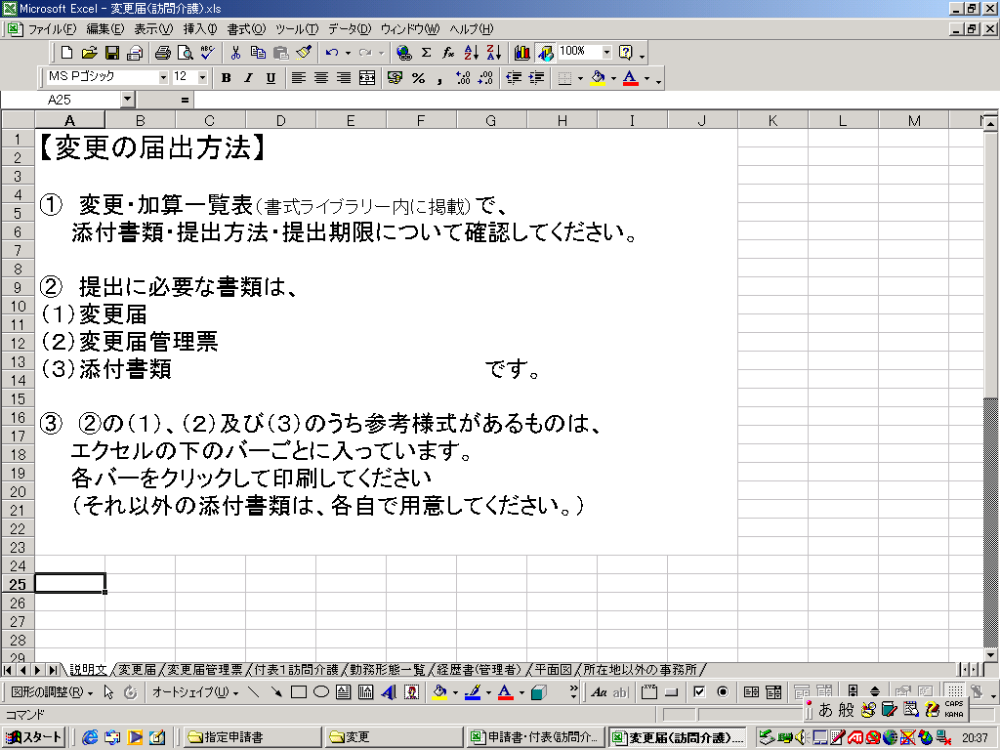 Microsoft Excel - 変更届(訪問介護).xls
ファイル(F) 編集(E) 表示(V) 挿入(I) 書式(O) ツール(T) データ(D) ウィンドウ(W) ヘルプ(H)
100%
MS Pゴシック 12 B I U
A25 =
A B C D E F G H I J K L M
1 【変更の届出方法】
2
3
4 ① 変更・加算一覧表(書式ライブラリー内に掲載)で、
5
6 添付書類・提出方法・提出期限について確認してください。
7
8
9 ② 提出に必要な書類は、
10 (1)変更届
11
12 (2)変更届管理票
13 (3)添付書類 です。
14
15
16 ③ ②の(1)、(2)及び(3)のうち参考様式があるものは、
17 エクセルの下のバーごとに入っています。
18
19 各バーをクリックして印刷してください
20
21 (それ以外の添付書類は、各自で用意してください。)
22
23
24
25
26
27
28
29
説明文 変更届 変更届管理票 付表1訪問介護 勤務形態一覧 経歴書(管理者) 平面図 所在地以外の事務所
図形の調整(R) オートシェイプ(U)
コマンド
あ 般 CAPS KANA
スタート 指定申請書 変更 申請書・付表(訪問介... 変更届(訪問介護).... 20:37